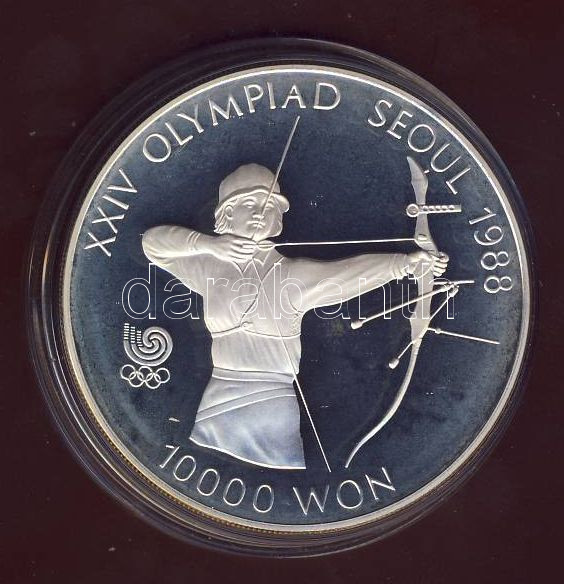 XXIV OLYMPIAD SEOUL 1988
darabanth
10000 WON